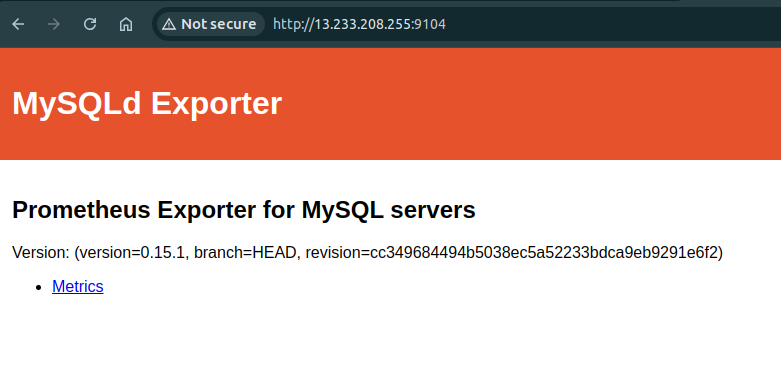 Not secure http://13.233.208.255:9104
MySQLd Exporter
Prometheus Exporter for MySQL servers
Version: (version=0.15.1, branch=HEAD, revision=cc349684494b5038ec5a52233bdca9eb9291e6f2)
Metrics